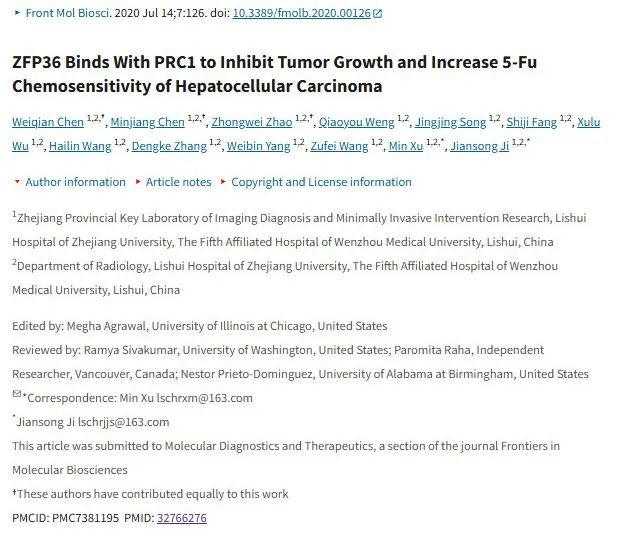 ▸ Front Mol Biosci. 2020 Jul 14;7:126. doi: 10.3389/fmolb.2020.00126
ZFP36 Binds With PRC1 to Inhibit Tumor Growth and Increase 5-Fu
Chemosensitivity of Hepatocellular Carcinoma
Weiqian Chen 1,2,†, Minjiang Chen 1,2,†, Zhongwei Zhao 1,2,†, Qiaoyou Weng 1,2, Jingjing Song 1,2, Shiji Fang 1,2, Xulu
Wu 1,2, Hailin Wang 1,2, Dengke Zhang 1,2, Weibin Yang 1,2, Zufei Wang 1,2, Min Xu 1,2,*, Jiansong Ji 1,2,*
▾ Author information ▸ Article notes ▸ Copyright and License information
1Zhejiang Provincial Key Laboratory of Imaging Diagnosis and Minimally Invasive Intervention Research, Lishui
Hospital of Zhejiang University, The Fifth Affiliated Hospital of Wenzhou Medical University, Lishui, China
2Department of Radiology, Lishui Hospital of Zhejiang University, The Fifth Affiliated Hospital of Wenzhou
Medical University, Lishui, China
Edited by: Megha Agrawal, University of Illinois at Chicago, United States
Reviewed by: Ramya Sivakumar, University of Washington, United States; Paromita Raha, Independent
Researcher, Vancouver, Canada; Nestor Prieto-Dominguez, University of Alabama at Birmingham, United States
✉*Correspondence: Min Xu lschrxm@163.com
*Jiansong Ji lschrjjs@163.com
This article was submitted to Molecular Diagnostics and Therapeutics, a section of the journal Frontiers in
Molecular Biosciences
†These authors have contributed equally to this work
PMCID: PMC7381195 PMID: 32766276